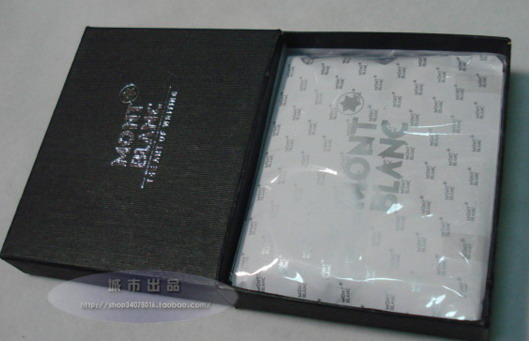 MONT
BLANC
THE ART OF WRITING
MONT
BLANC
城市出品
http://shop34078016.taobao.com/